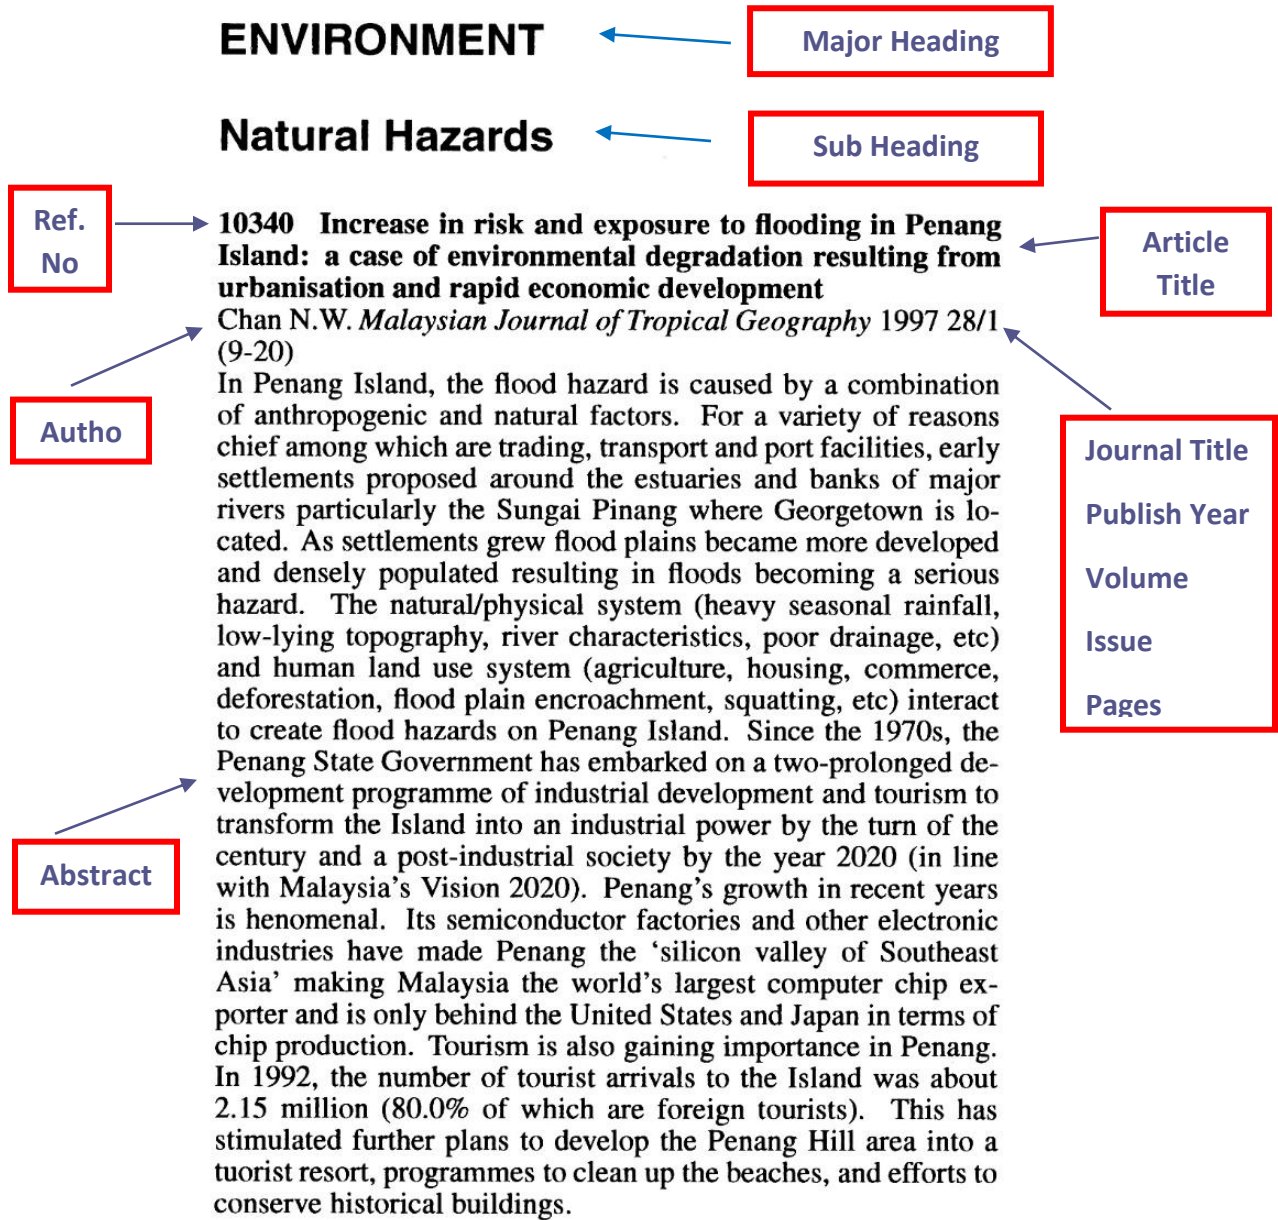 ENVIRONMENT
Major Heading
Natural Hazards
Sub Heading
Ref.
No
10340 Increase in risk and exposure to flooding in Penang
Island: a case of environmental degradation resulting from
urbanisation and rapid economic development
Article
Title
Chan N.W. Malaysian Journal of Tropical Geography 1997 28/1
(9-20)
Autho
Journal Title
Publish Year
Volume
Issue
Pages
In Penang Island, the flood hazard is caused by a combination
of anthropogenic and natural factors. For a variety of reasons
chief among which are trading, transport and port facilities, early
settlements proposed around the estuaries and banks of major
rivers particularly the Sungai Pinang where Georgetown is lo-
cated. As settlements grew flood plains became more developed
and densely populated resulting in floods becoming a serious
hazard. The natural/physical system (heavy seasonal rainfall,
low-lying topography, river characteristics, poor drainage, etc)
and human land use system (agriculture, housing, commerce,
deforestation, flood plain encroachment, squatting, etc) interact
to create flood hazards on Penang Island. Since the 1970s, the
Penang State Government has embarked on a two-prolonged de-
velopment programme of industrial development and tourism to
transform the Island into an industrial power by the turn of the
century and a post-industrial society by the year 2020 (in line
with Malaysia's Vision 2020). Penang's growth in recent years
is henomenal. Its semiconductor factories and other electronic
industries have made Penang the 'silicon valley of Southeast
Asia' making Malaysia the world's largest computer chip ex-
porter and is only behind the United States and Japan in terms of
chip production. Tourism is also gaining importance in Penang.
In 1992, the number of tourist arrivals to the Island was about
2.15 million (80.0% of which are foreign tourists). This has
stimulated further plans to develop the Penang Hill area into a
tuorist resort, programmes to clean up the beaches, and efforts to
conserve historical buildings.
Abstract